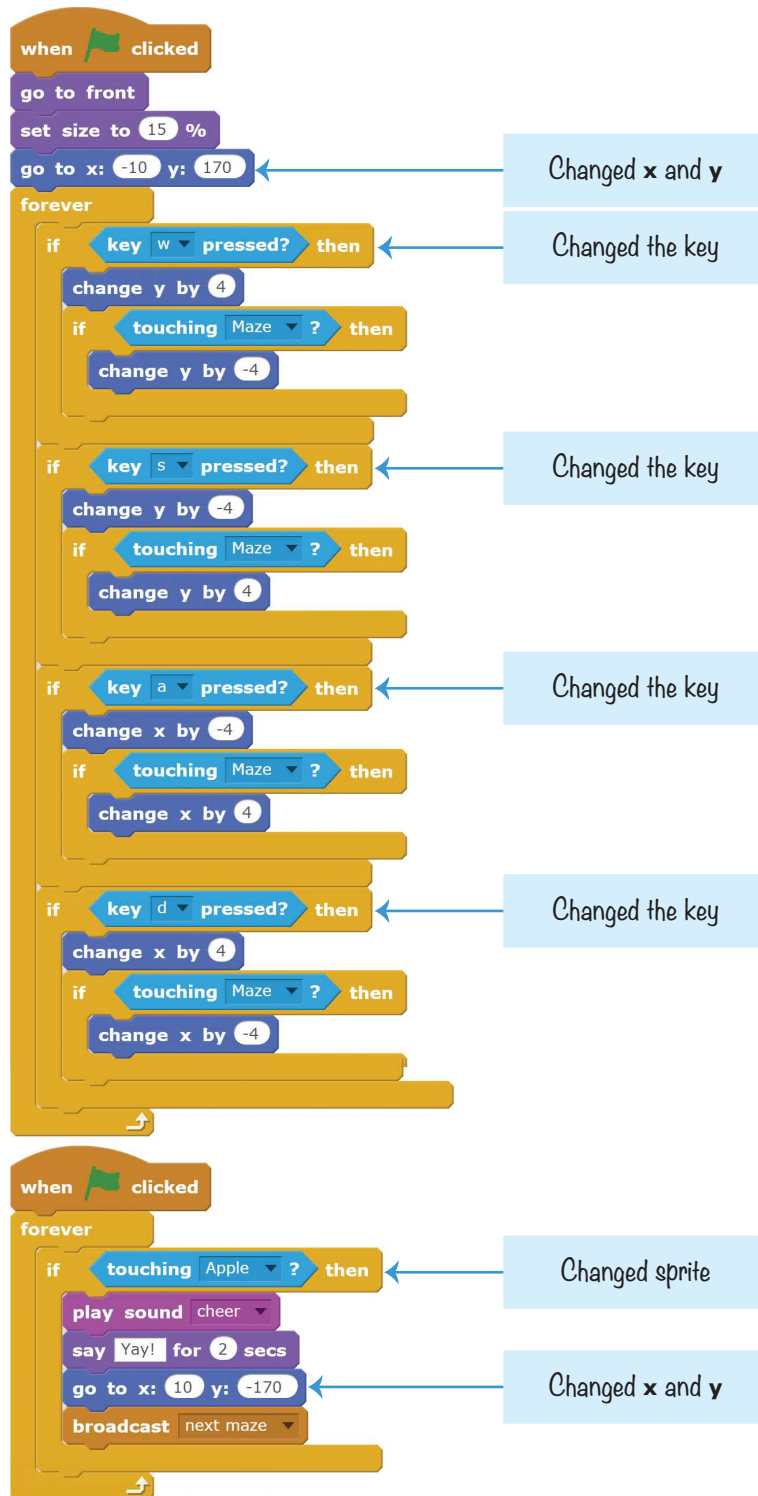 when clicked
go to front
set size to 15 %
go to x: -10 y: 170
Changed x and y
forever
if key w pressed? then
Changed the key
change y by 4
if touching Maze ? then
change y by -4
if key s pressed? then
Changed the key
change y by -4
if touching Maze ? then
change y by 4
if key a pressed? then
Changed the key
change x by -4
if touching Maze ? then
change x by 4
if key d pressed? then
Changed the key
change x by 4
if touching Maze ? then
change x by -4
when clicked
forever
if touching Apple ? then
Changed sprite
play sound cheer
say Yay! for 2 secs
go to x: 10 y: -170
Changed x and y
broadcast next maze